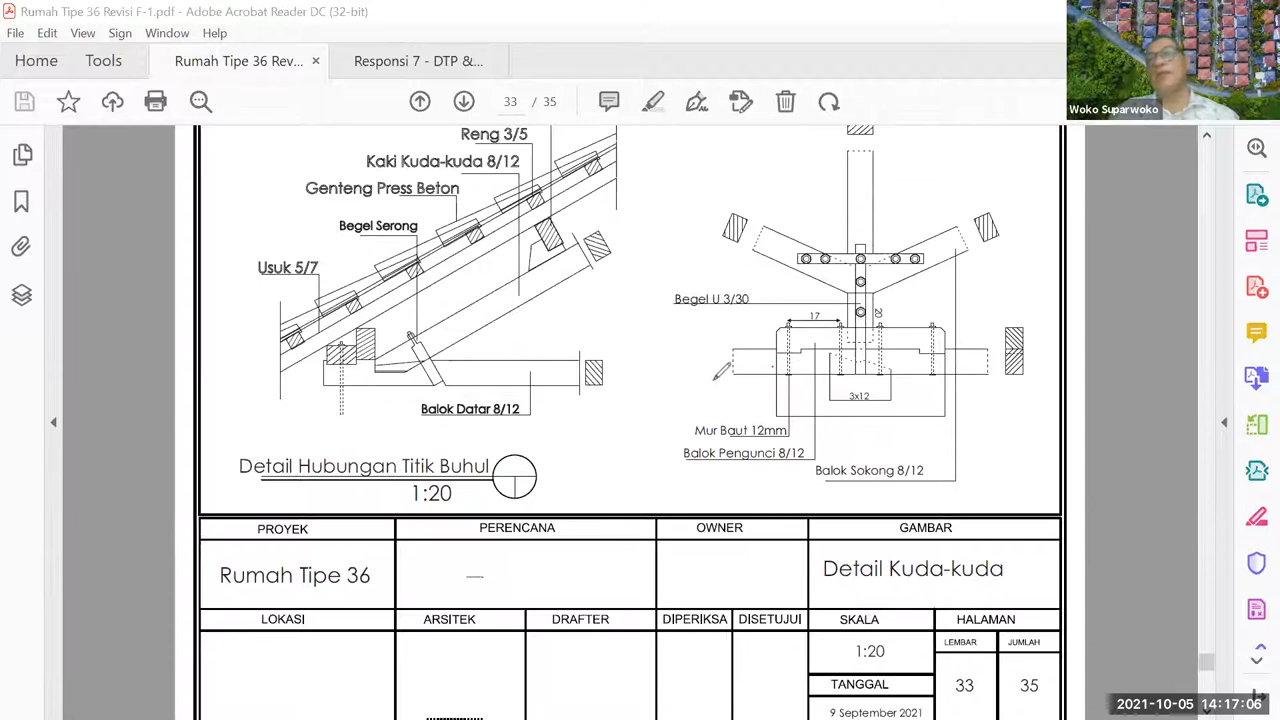 Rumah Tipe 36 Revisi F-1.pdf - Adobe Acrobat Reader DC (32-bit)
File Edit View Sign Window Help
Home Tools Rumah Tipe 36 Rev... × Responsi 7 - DTP &...
33 / 35
Woko Suparwoko
Reng 3/5
Kaki Kuda-kuda 8/12
Genteng Press Beton
Begel Serong
Usuk 5/7
Balok Datar 8/12
Detail Hubungan Titik Buhul
1:20
Begel U 3/30
17
20
3x12
Mur Baut 12mm
Balok Pengunci 8/12
Balok Sokong 8/12
PROYEK PERENCANA OWNER GAMBAR
Rumah Tipe 36 Detail Kuda-kuda
LOKASI ARSITEK DRAFTER DIPERIKSA DISETUJUI SKALA HALAMAN
LEMBAR JUMLAH
1:20
33 35
TANGGAL
9 September 2021
2021-10-05 14:17:06